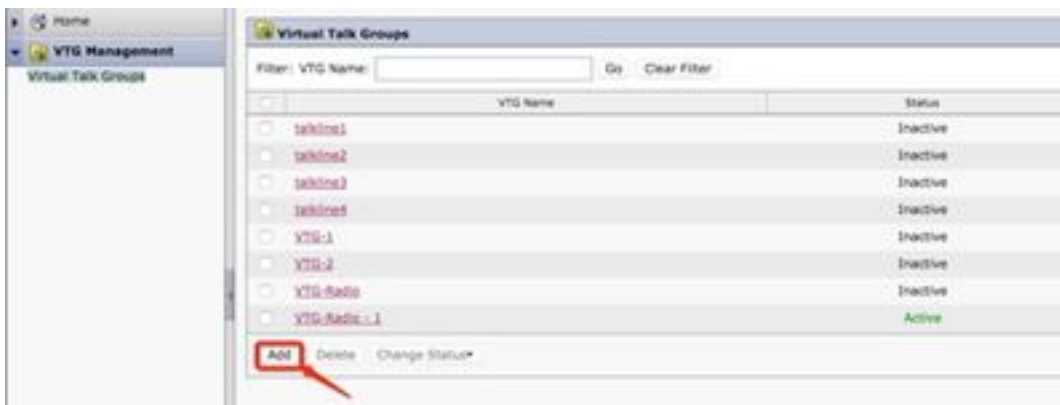 Home
VTG Management
Virtual Talk Groups
Virtual Talk Groups
Filter: VTG Name: Go Clear Filter
VTG Name Status
talkline1 Inactive
talkline2 Inactive
talkline3 Inactive
talkline4 Inactive
VTG-1 Inactive
VTG-2 Inactive
VTG-Radio Inactive
VTG-Radio - 1 Active
Add Delete Change Status